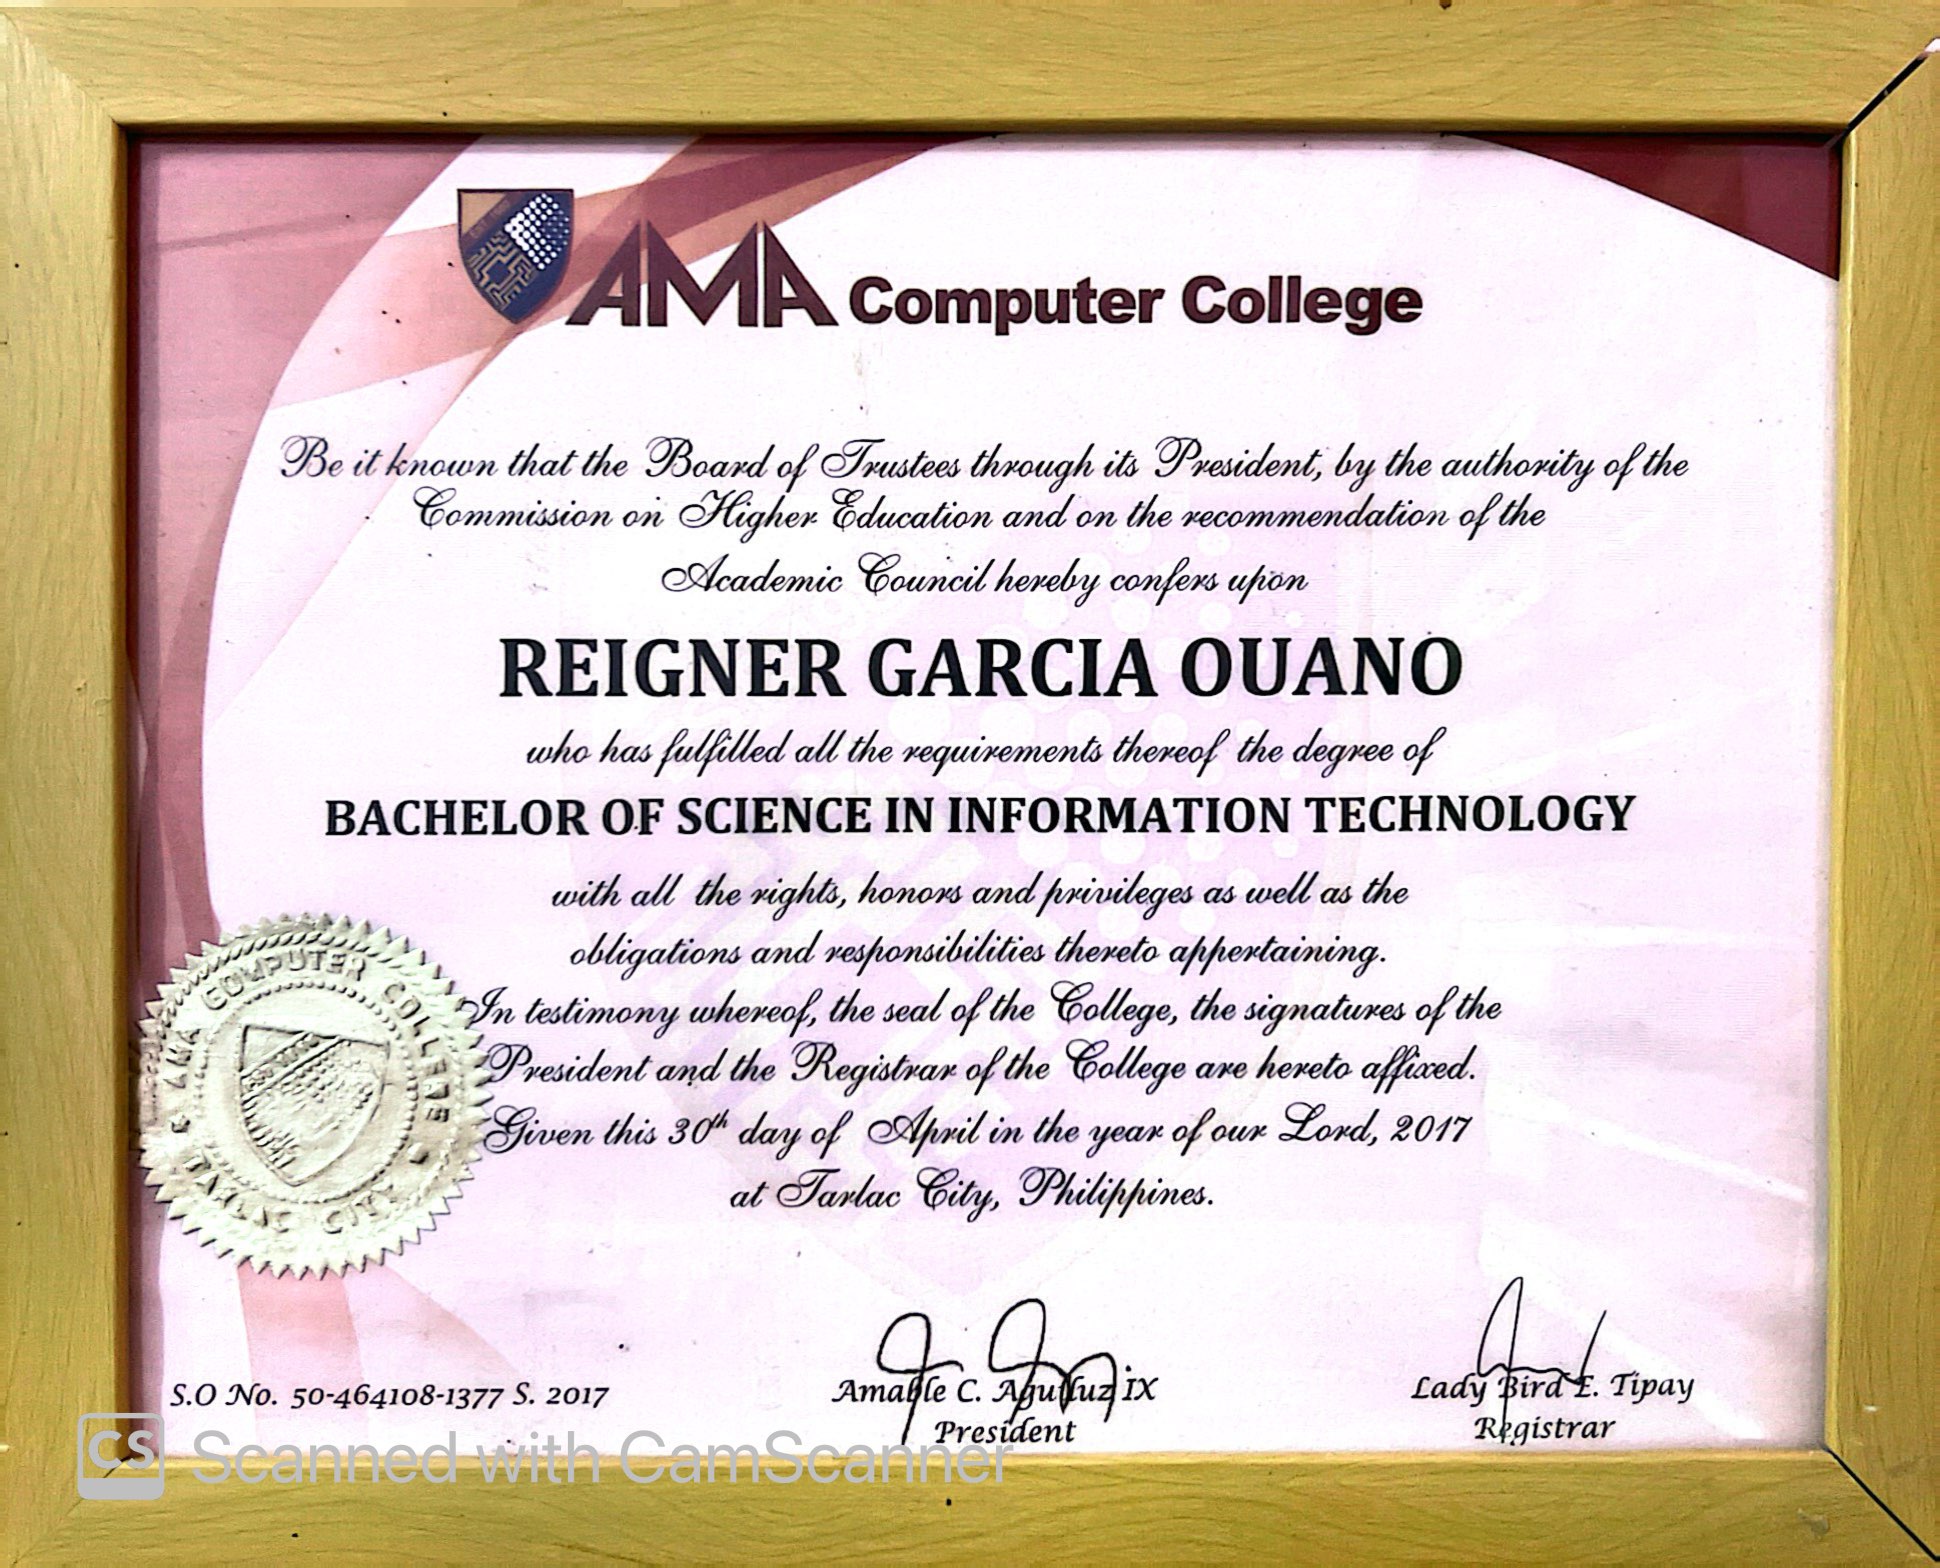 AMA Computer College
Be it known that the Board of Trustees through its President, by the authority of the
Commission on Higher Education and on the recommendation of the
Academic Council hereby confers upon
REIGNER GARCIA OUANO
who has fulfilled all the requirements thereof the degree of
BACHELOR OF SCIENCE IN INFORMATION TECHNOLOGY
with all the rights, honors and privileges as well as the
obligations and responsibilities thereto appertaining.
In testimony whereof, the seal of the College, the signatures of the
President and the Registrar of the College are hereto affixed.
Given this 30th day of April in the year of our Lord, 2017
at Tarlac City, Philippines.
AMA COMPUTER COLLEGE
TARLAC CITY
S.O No. 50-464108-1377 S. 2017
Amable C. Aguiluz IX
President
Lady Bird E. Tipay
Registrar
CS Scanned with CamScanner